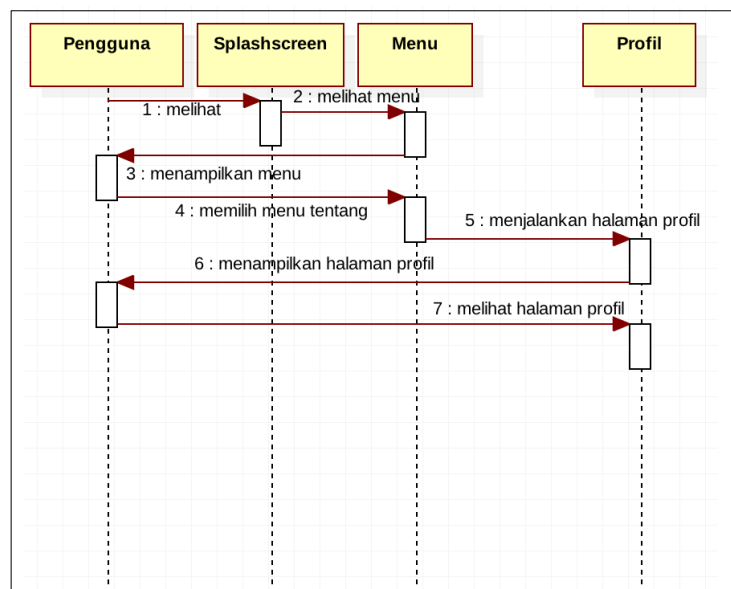 Pengguna
Splashscreen
Menu
Profil
1 : melihat
2 : melihat menu
3 : menampilkan menu
4 : memilih menu tentang
5 : menjalankan halaman profil
6 : menampilkan halaman profil
7 : melihat halaman profil